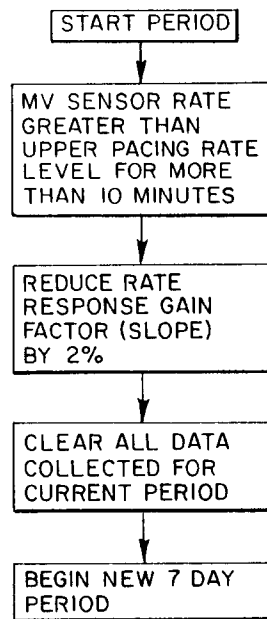 START PERIOD
MV SENSOR RATE
GREATER THAN
UPPER PACING RATE
LEVEL FOR MORE
THAN 10 MINUTES
REDUCE RATE
RESPONSE GAIN
FACTOR (SLOPE)
BY 2%
CLEAR ALL DATA
COLLECTED FOR
CURRENT PERIOD
BEGIN NEW 7 DAY
PERIOD